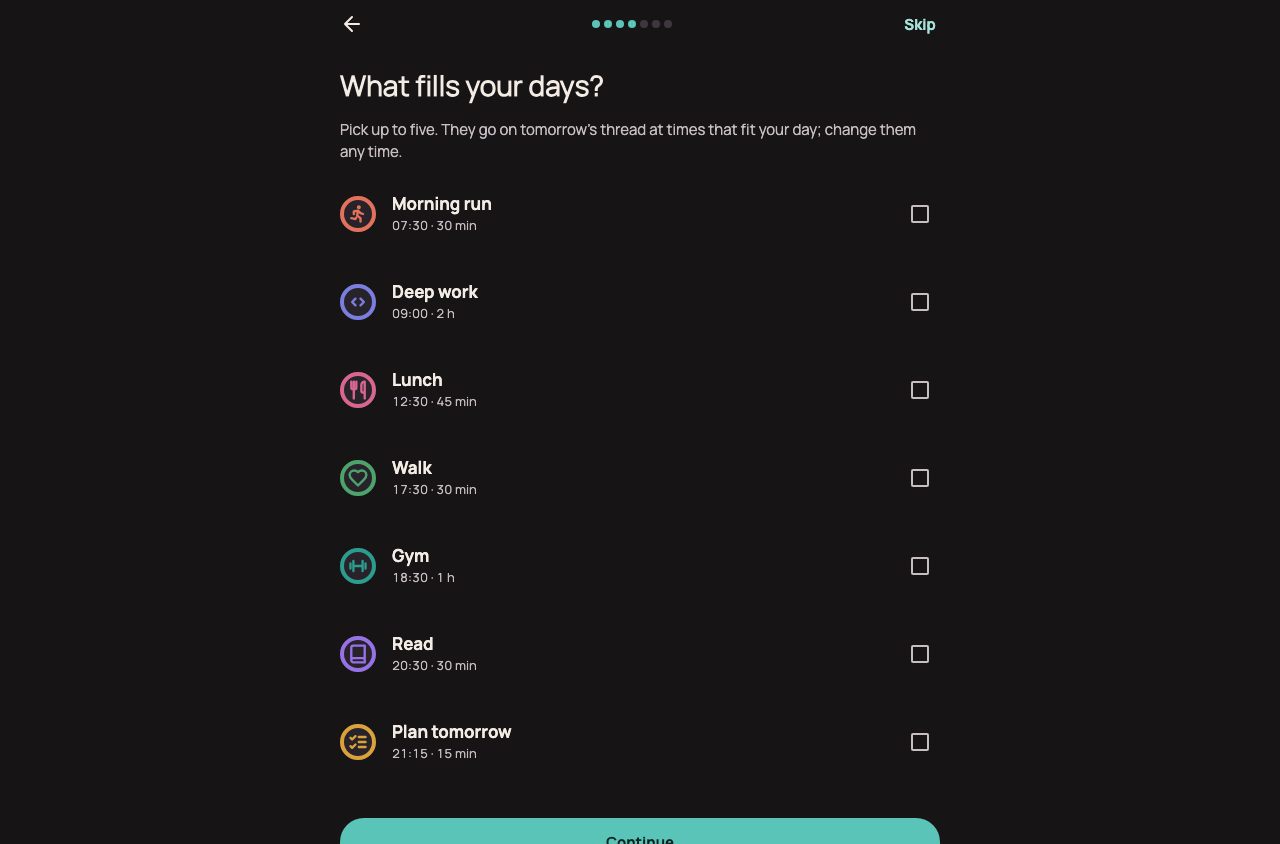 Skip
What fills your days?
Pick up to five. They go on tomorrow's thread at times that fit your day; change them
any time.
Morning run
07:30 · 30 min
Deep work
09:00 · 2 h
Lunch
12:30 · 45 min
Walk
17:30 · 30 min
Gym
18:30 · 1 h
Read
20:30 · 30 min
Plan tomorrow
21:15 · 15 min
Continue